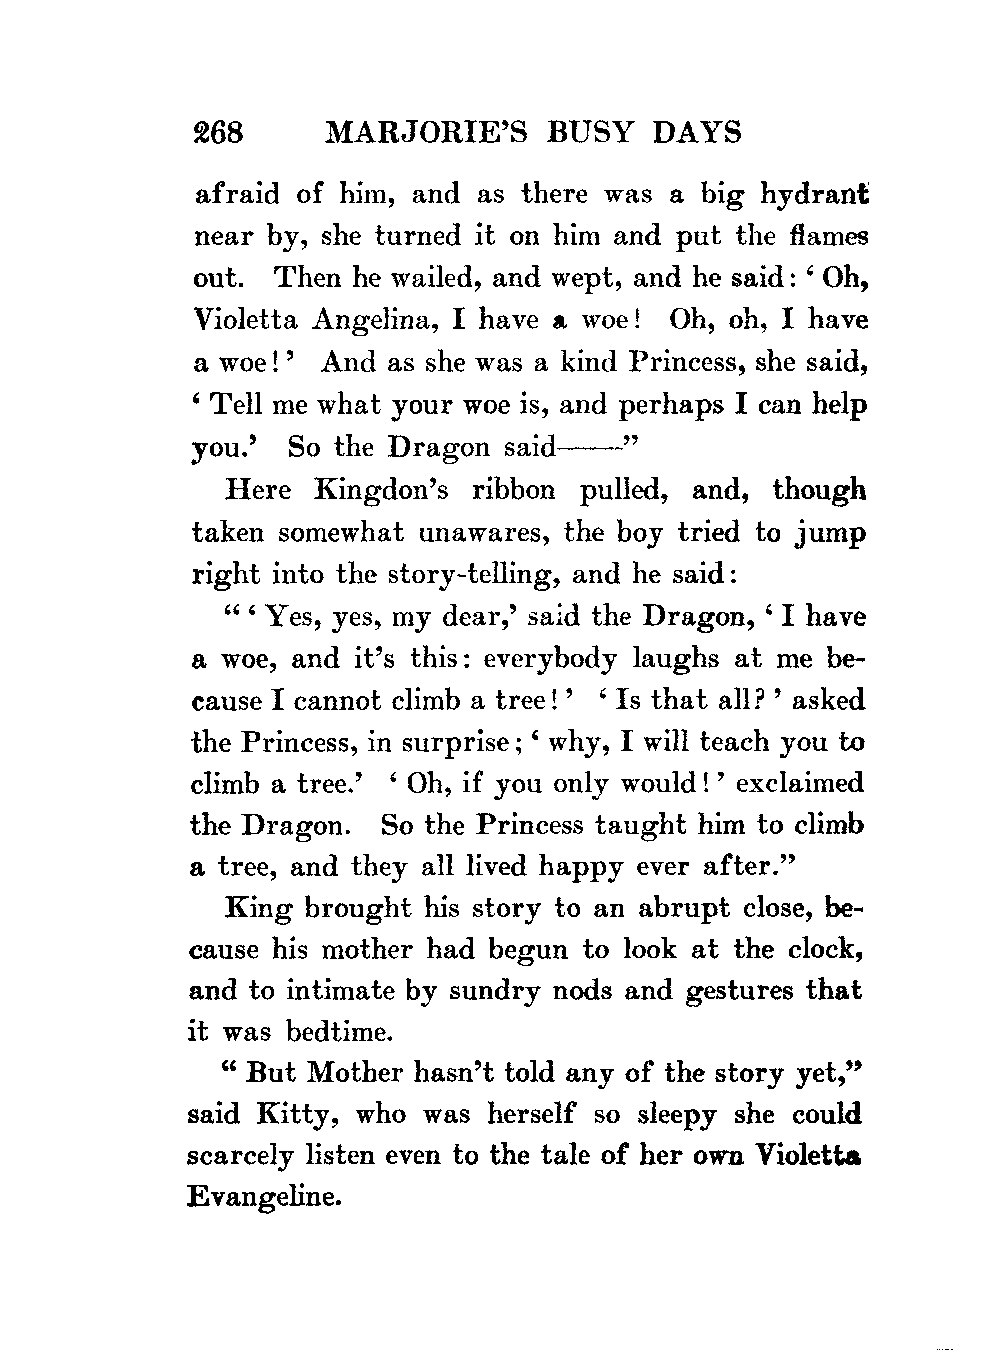 268 MARJORIE'S BUSY DAYS
afraid of him, and as there was a big hydrant
near by, she turned it on him and put the flames
out. Then he wailed, and wept, and he said: ‘Oh,
Violetta Angelina, I have a woe! Oh, oh, I have
a woe!’ And as she was a kind Princess, she said,
‘Tell me what your woe is, and perhaps I can help
you.’ So the Dragon said——”
Here Kingdon’s ribbon pulled, and, though
taken somewhat unawares, the boy tried to jump
right into the story-telling, and he said:
“‘Yes, yes, my dear,’ said the Dragon, ‘I have
a woe, and it’s this: everybody laughs at me be-
cause I cannot climb a tree!’ ‘Is that all?’ asked
the Princess, in surprise; ‘why, I will teach you to
climb a tree.’ ‘Oh, if you only would!’ exclaimed
the Dragon. So the Princess taught him to climb
a tree, and they all lived happy ever after.”
King brought his story to an abrupt close, be-
cause his mother had begun to look at the clock,
and to intimate by sundry nods and gestures that
it was bedtime.
“But Mother hasn’t told any of the story yet,”
said Kitty, who was herself so sleepy she could
scarcely listen even to the tale of her own Violetta
Evangeline.